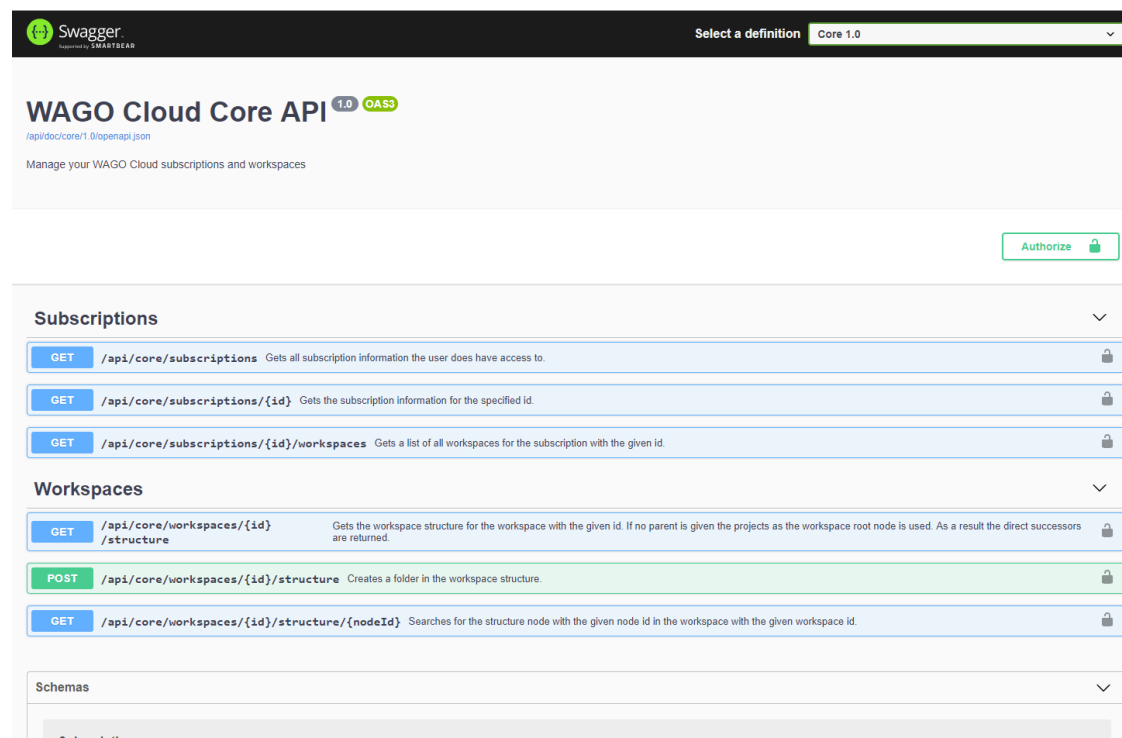 Swagger.
Supported by SMARTBEAR
Select a definition
Core 1.0
WAGO Cloud Core API 1.0 OAS3
/api/doc/core/1.0/openapi.json
Manage your WAGO Cloud subscriptions and workspaces
Authorize
Subscriptions
GET /api/core/subscriptions Gets all subscription information the user does have access to.
GET /api/core/subscriptions/{id} Gets the subscription information for the specified id.
GET /api/core/subscriptions/{id}/workspaces Gets a list of all workspaces for the subscription with the given id.
Workspaces
GET /api/core/workspaces/{id}
/structure
Gets the workspace structure for the workspace with the given id. If no parent is given the projects as the workspace root node is used. As a result the direct successors
are returned.
POST /api/core/workspaces/{id}/structure Creates a folder in the workspace structure.
GET /api/core/workspaces/{id}/structure/{nodeId} Searches for the structure node with the given node id in the workspace with the given workspace id.
Schemas